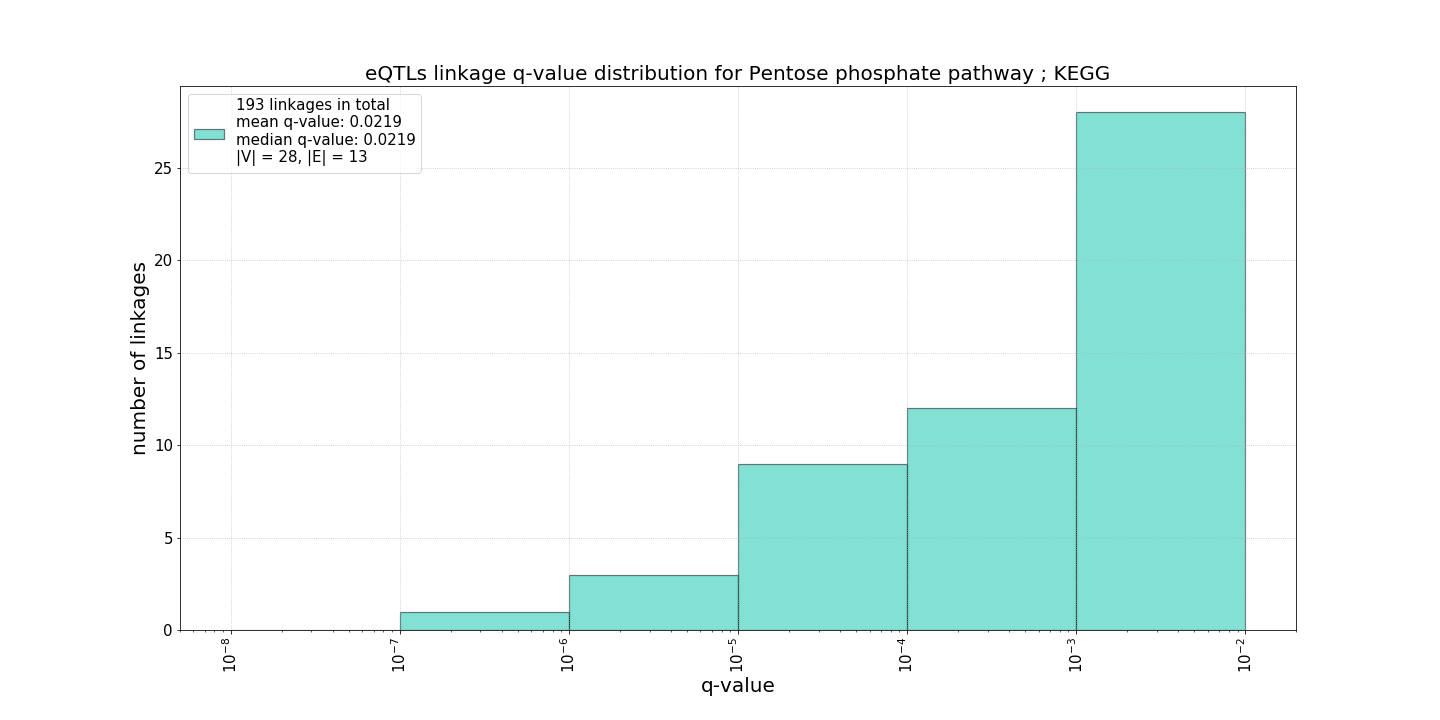 eQTLs linkage q-value distribution for Pentose phosphate pathway ; KEGG
193 linkages in total
mean q-value: 0.0219
median q-value: 0.0219
|V| = 28, |E| = 13
number of linkages
25
20
15
10
5
0
10⁻⁸
10⁻⁷
10⁻⁶
10⁻⁵
10⁻⁴
10⁻³
10⁻²
q-value